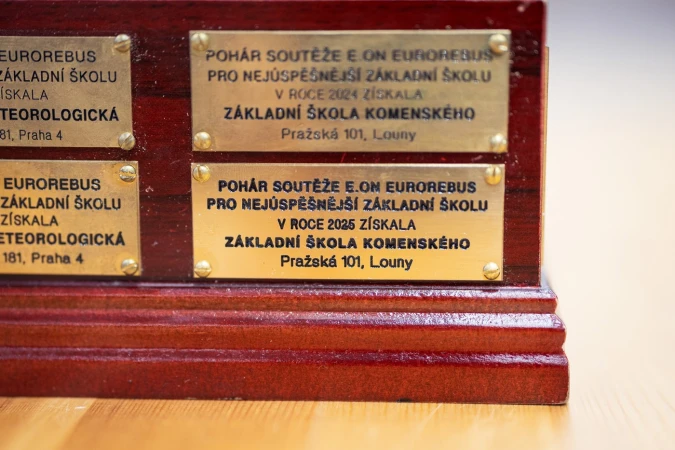 EUROREBUS
ZÁKLADNÍ ŠKOLU
ZÍSKALA
METEOROLOGICKÁ
181, Praha 4
POHÁR SOUTĚŽE E.ON EUROREBUS
PRO NEJÚSPĚŠNĚJŠÍ ZÁKLADNÍ ŠKOLU
V ROCE 2024 ZÍSKALA
ZÁKLADNÍ ŠKOLA KOMENSKÉHO
Pražská 101, Louny
EUROREBUS
ZÁKLADNÍ ŠKOLU
ZÍSKALA
METEOROLOGICKÁ
181, Praha 4
POHÁR SOUTĚŽE E.ON EUROREBUS
PRO NEJÚSPĚŠNĚJŠÍ ZÁKLADNÍ ŠKOLU
V ROCE 2025 ZÍSKALA
ZÁKLADNÍ ŠKOLA KOMENSKÉHO
Pražská 101, Louny